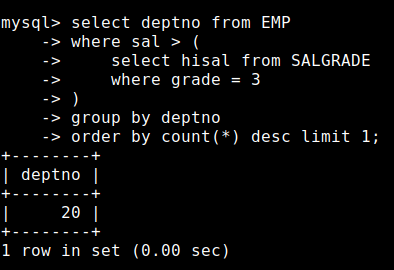 mysql> select deptno from EMP
    -> where sal > (
    ->     select hisal from SALGRADE
    ->     where grade = 3
    -> )
    -> group by deptno
    -> order by count(*) desc limit 1;
+--------+
| deptno |
+--------+
|     20 |
+--------+
1 row in set (0.00 sec)